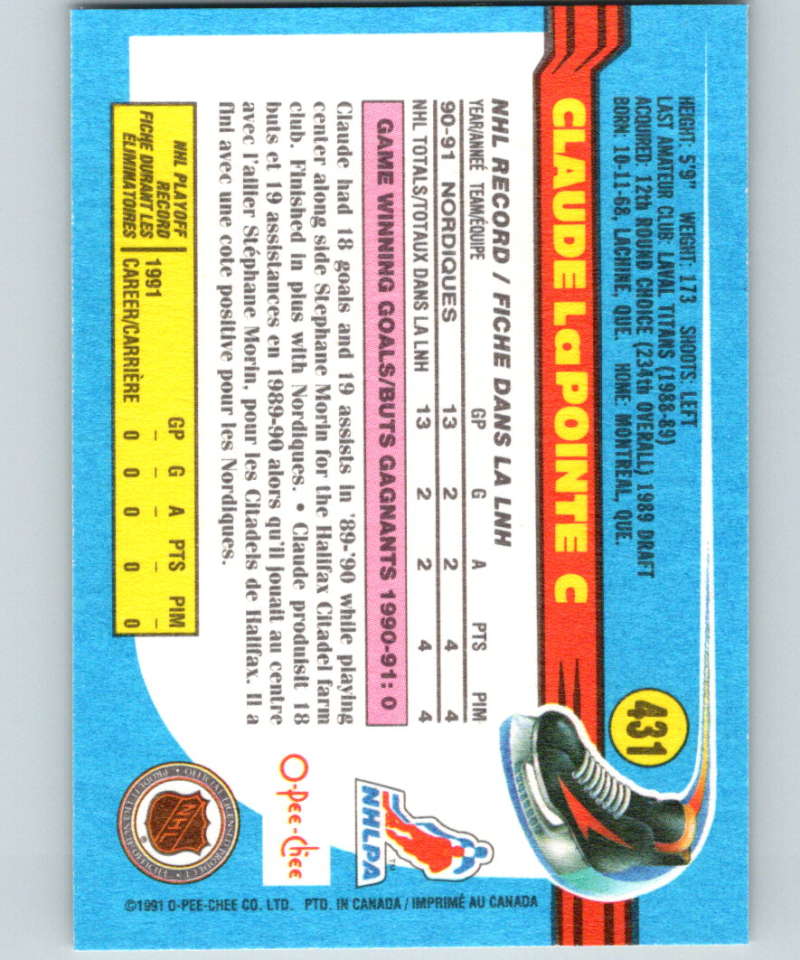 431
HEIGHT: 5'9" WEIGHT: 173 SHOOTS: LEFT
LAST AMATEUR CLUB: LAVAL TITANS (1988-89)
ACQUIRED: 12th ROUND CHOICE (234th OVERALL) 1989 DRAFT
BORN: 10-11-68, LACHINE, QUE. HOME: MONTREAL, QUE.
CLAUDE LaPOINTE C
NHL RECORD / FICHE DANS LA LNH
YEAR/ANNEÉ TEAM/ÉQUIPE GP G A PTS PIM
90-91 NORDIQUES 13 2 2 4 4
NHL TOTALS/TOTAUX DANS LA LNH 13 2 2 4 4
GAME WINNING GOALS/BUTS GAGNANTS 1990-91: 0
Claude had 18 goals and 19 assists in '89-'90 while playing
center along side Stephane Morin for the Halifax Citadel farm
club. Finished in plus with Nordiques. • Claude produisit 18
buts et 19 assistances en 1989-90 alors qu'il jouait au centre
avec l'ailier Stéphane Morin, pour les Citadels de Halifax. Il a
fini avec une cote positive pour les Nordiques.
NHL PLAYOFF
RECORD
FICHE DURANT LES
ÉLIMINATOIRES
GP G A PTS PIM
1991 - - - - -
CAREER/CARRIÈRE 0 0 0 0 0
NHLPA
TM
O-Pee-Chee
NHL
OFFICIAL LICENSED PRODUCT
®
©1991 O-PEE-CHEE CO. LTD. PTD. IN CANADA / IMPRIMÉ AU CANADA